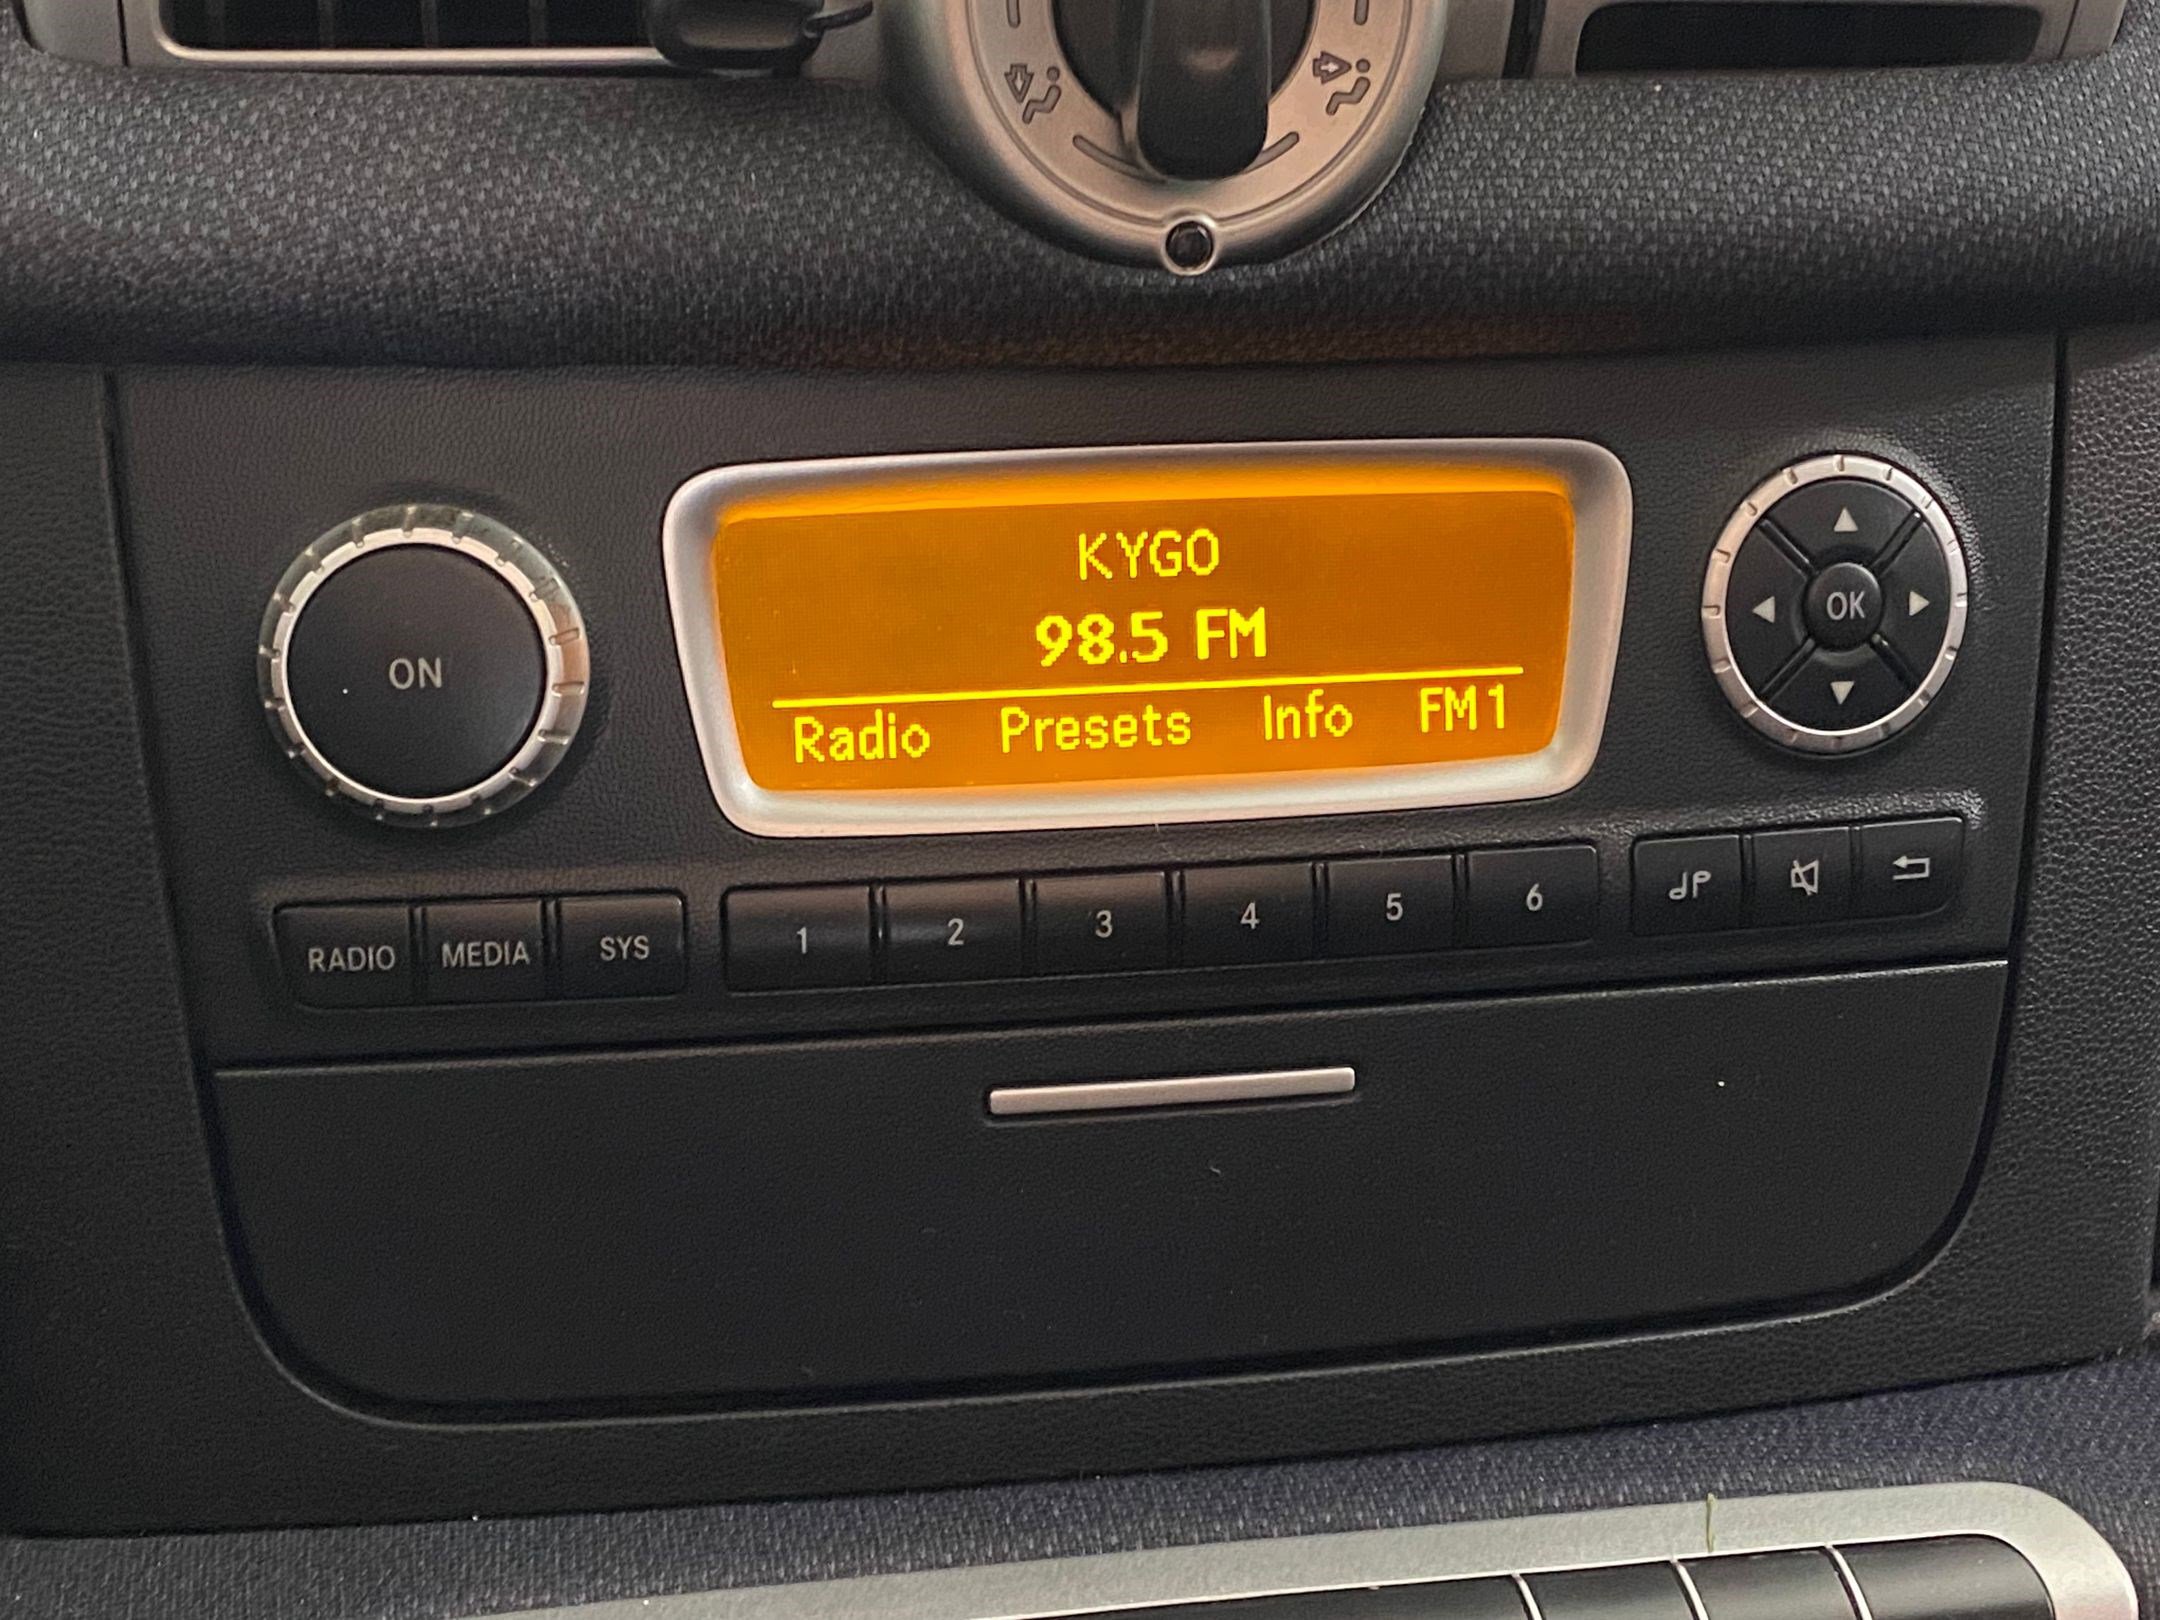 KYGO
98.5 FM
Radio Presets Info FM1
ON
OK
RADIO MEDIA SYS 1 2 3 4 5 6